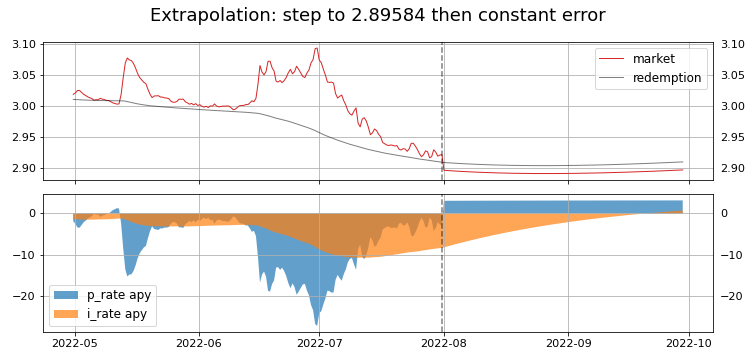 Extrapolation: step to 2.89584 then constant error
3.10 3.10
3.05 3.05
3.00 3.00
2.95 2.95
2.90 2.90
market
redemption
0 0
−10 −10
−20 −20
p_rate apy
i_rate apy
2022-05 2022-06 2022-07 2022-08 2022-09 2022-10